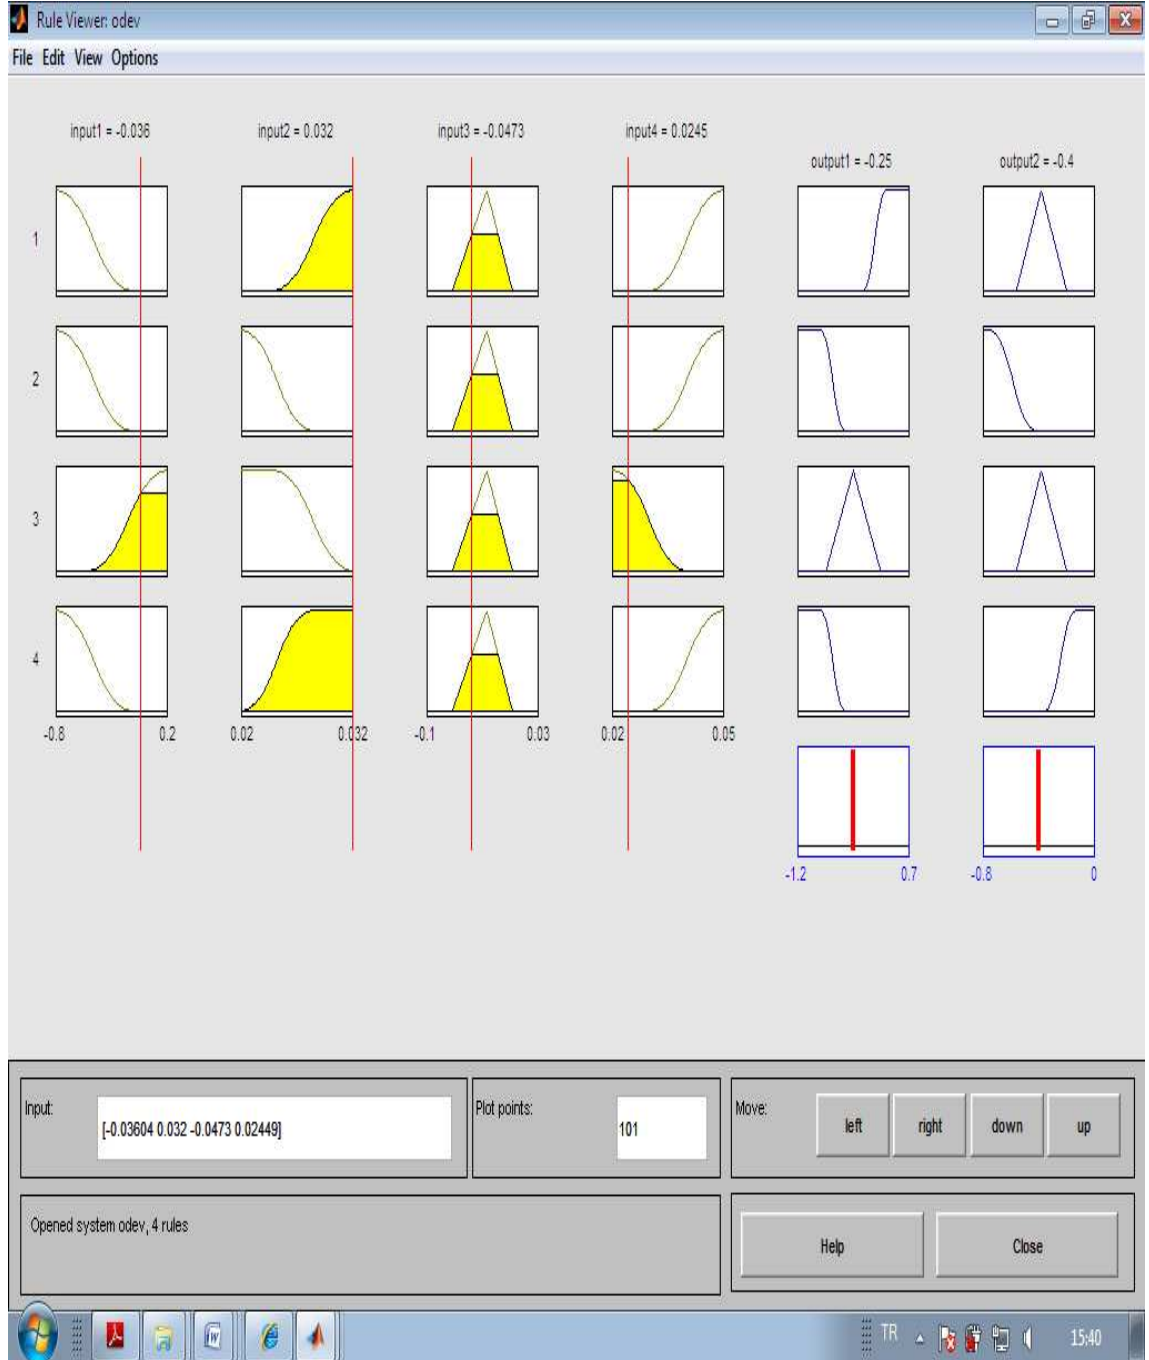 Rule Viewer: odev
File Edit View Options
input1 = -0.036
input2 = 0.032
input3 = -0.0473
input4 = 0.0245
output1 = -0.25
output2 = -0.4
1
2
3
4
-0.8
0.2
0.02
0.032
-0.1
0.03
0.02
0.05
-1.2
0.7
-0.8
0
Input:
[-0.03604 0.032 -0.0473 0.02449]
Plot points:
101
Move:
left
right
down
up
Opened system odev, 4 rules
Help
Close
TR
15:40